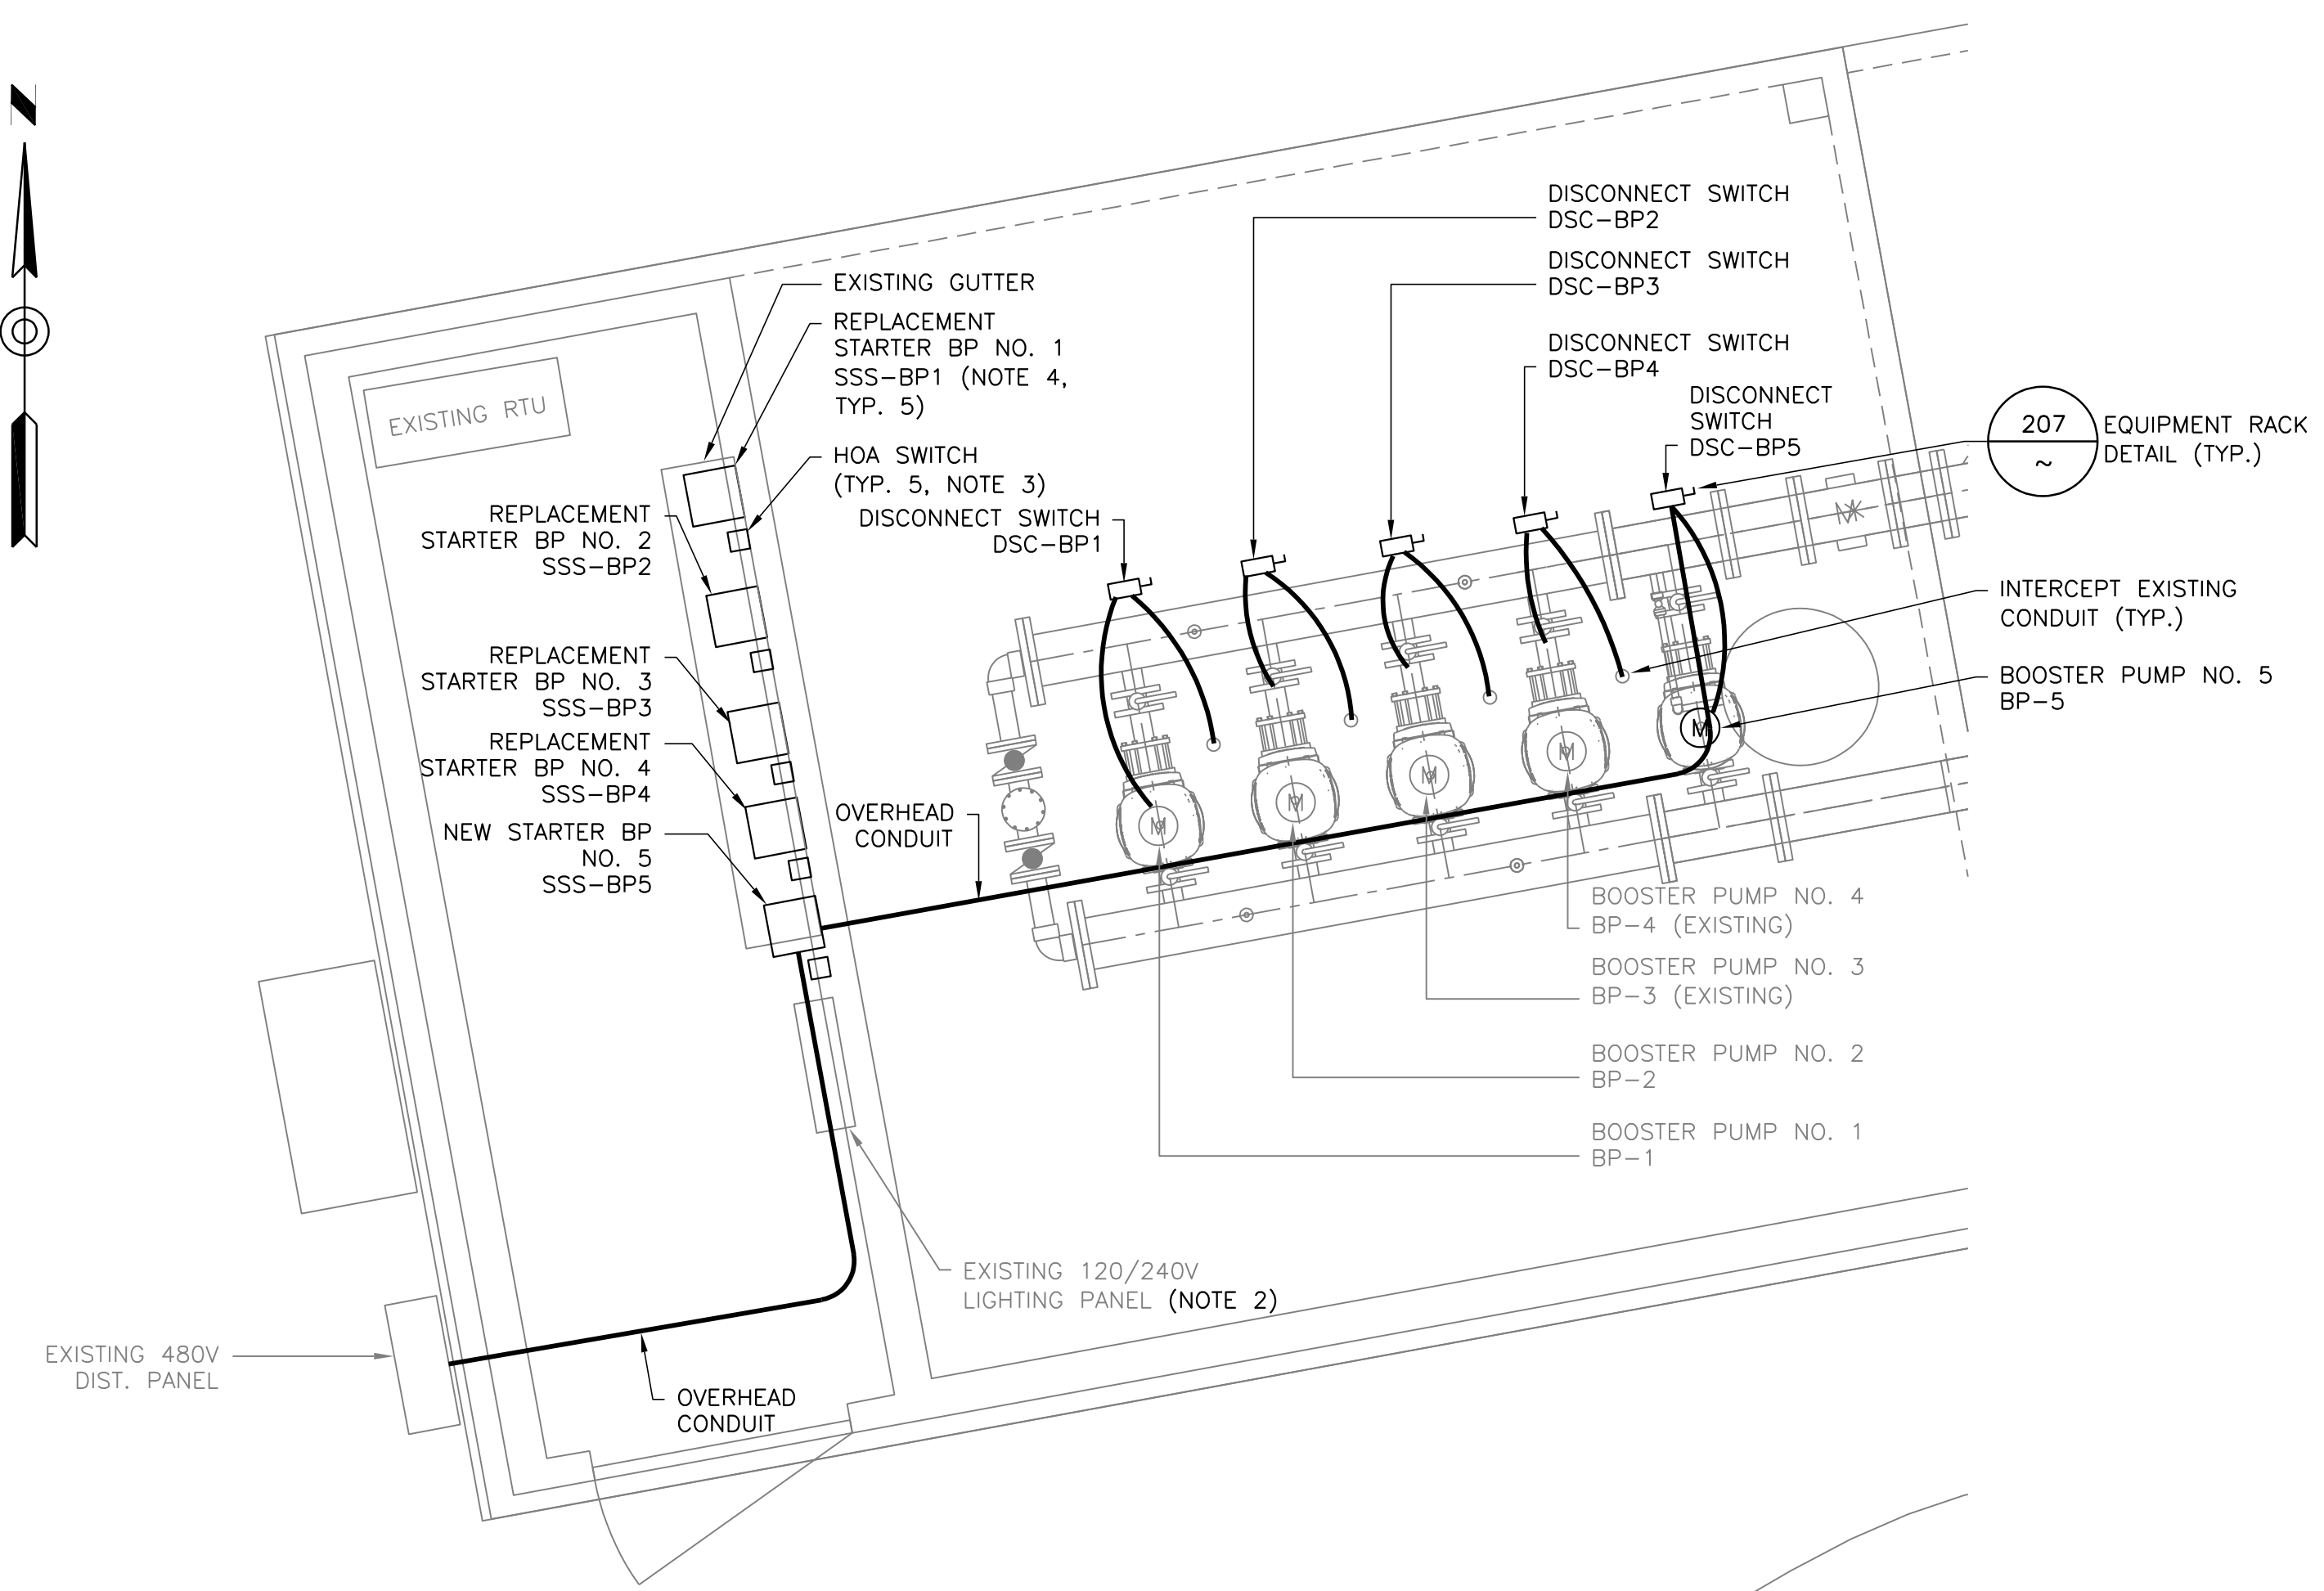 N
DISCONNECT SWITCH
DSC-BP2
DISCONNECT SWITCH
DSC-BP3
EXISTING GUTTER
REPLACEMENT
STARTER BP NO. 1
SSS-BP1 (NOTE 4,
TYP. 5)
DISCONNECT SWITCH
DSC-BP4
DISCONNECT
SWITCH
DSC-BP5
207
~
EQUIPMENT RACK
DETAIL (TYP.)
EXISTING RTU
HOA SWITCH
(TYP. 5, NOTE 3)
DISCONNECT SWITCH
DSC-BP1
REPLACEMENT
STARTER BP NO. 2
SSS-BP2
INTERCEPT EXISTING
CONDUIT (TYP.)
REPLACEMENT
STARTER BP NO. 3
SSS-BP3
BOOSTER PUMP NO. 5
BP-5
REPLACEMENT
STARTER BP NO. 4
SSS-BP4
M
M
M
M
M
M
NEW STARTER BP
NO. 5
SSS-BP5
OVERHEAD
CONDUIT
BOOSTER PUMP NO. 4
BP-4 (EXISTING)
BOOSTER PUMP NO. 3
BP-3 (EXISTING)
BOOSTER PUMP NO. 2
BP-2
BOOSTER PUMP NO. 1
BP-1
EXISTING 120/240V
LIGHTING PANEL (NOTE 2)
EXISTING 480V
DIST. PANEL
OVERHEAD
CONDUIT